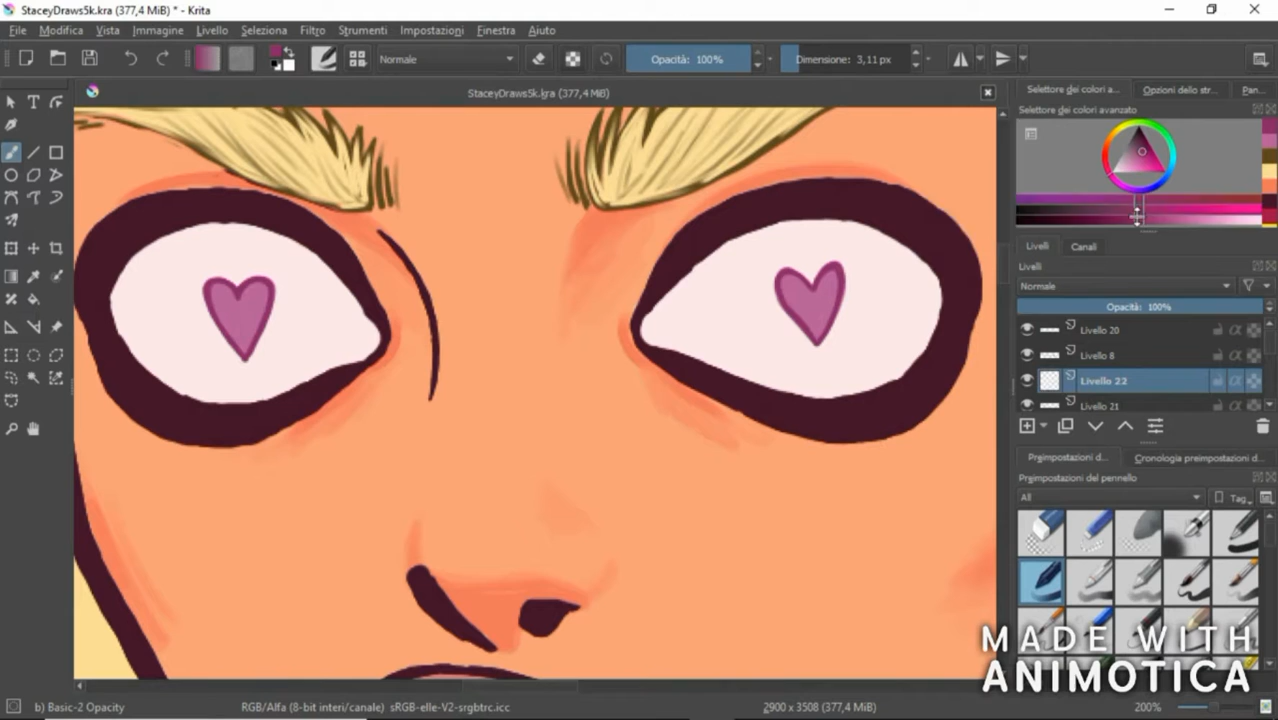 StaceyDraws5k.kra (377,4 MiB) * - Krita
File Modifica Vista Immagine Livello Seleziona Filtro Strumenti Impostazioni Finestra Aiuto
Normale Opacità: 100% Dimensione: 3,11 px
StaceyDraws5k.kra (377,4 MiB)
Selettore dei colori a... Opzioni dello str... Pan...
Selettore dei colori avanzato
Livelli Canali
Livelli
Normale
Opacità: 100%
Livello 20
Livello 8
Livello 22
Livello 21
Preimpostazioni d... Cronologia preimpostazioni d...
Preimpostazioni del pennello
All Tag
MADE WITH
ANIMOTICA
b) Basic-2 Opacity RGB/Alfa (8-bit interi/canale) sRGB-elle-V2-srgbtrc.icc 2900 x 3508 (377,4 MiB) 200%